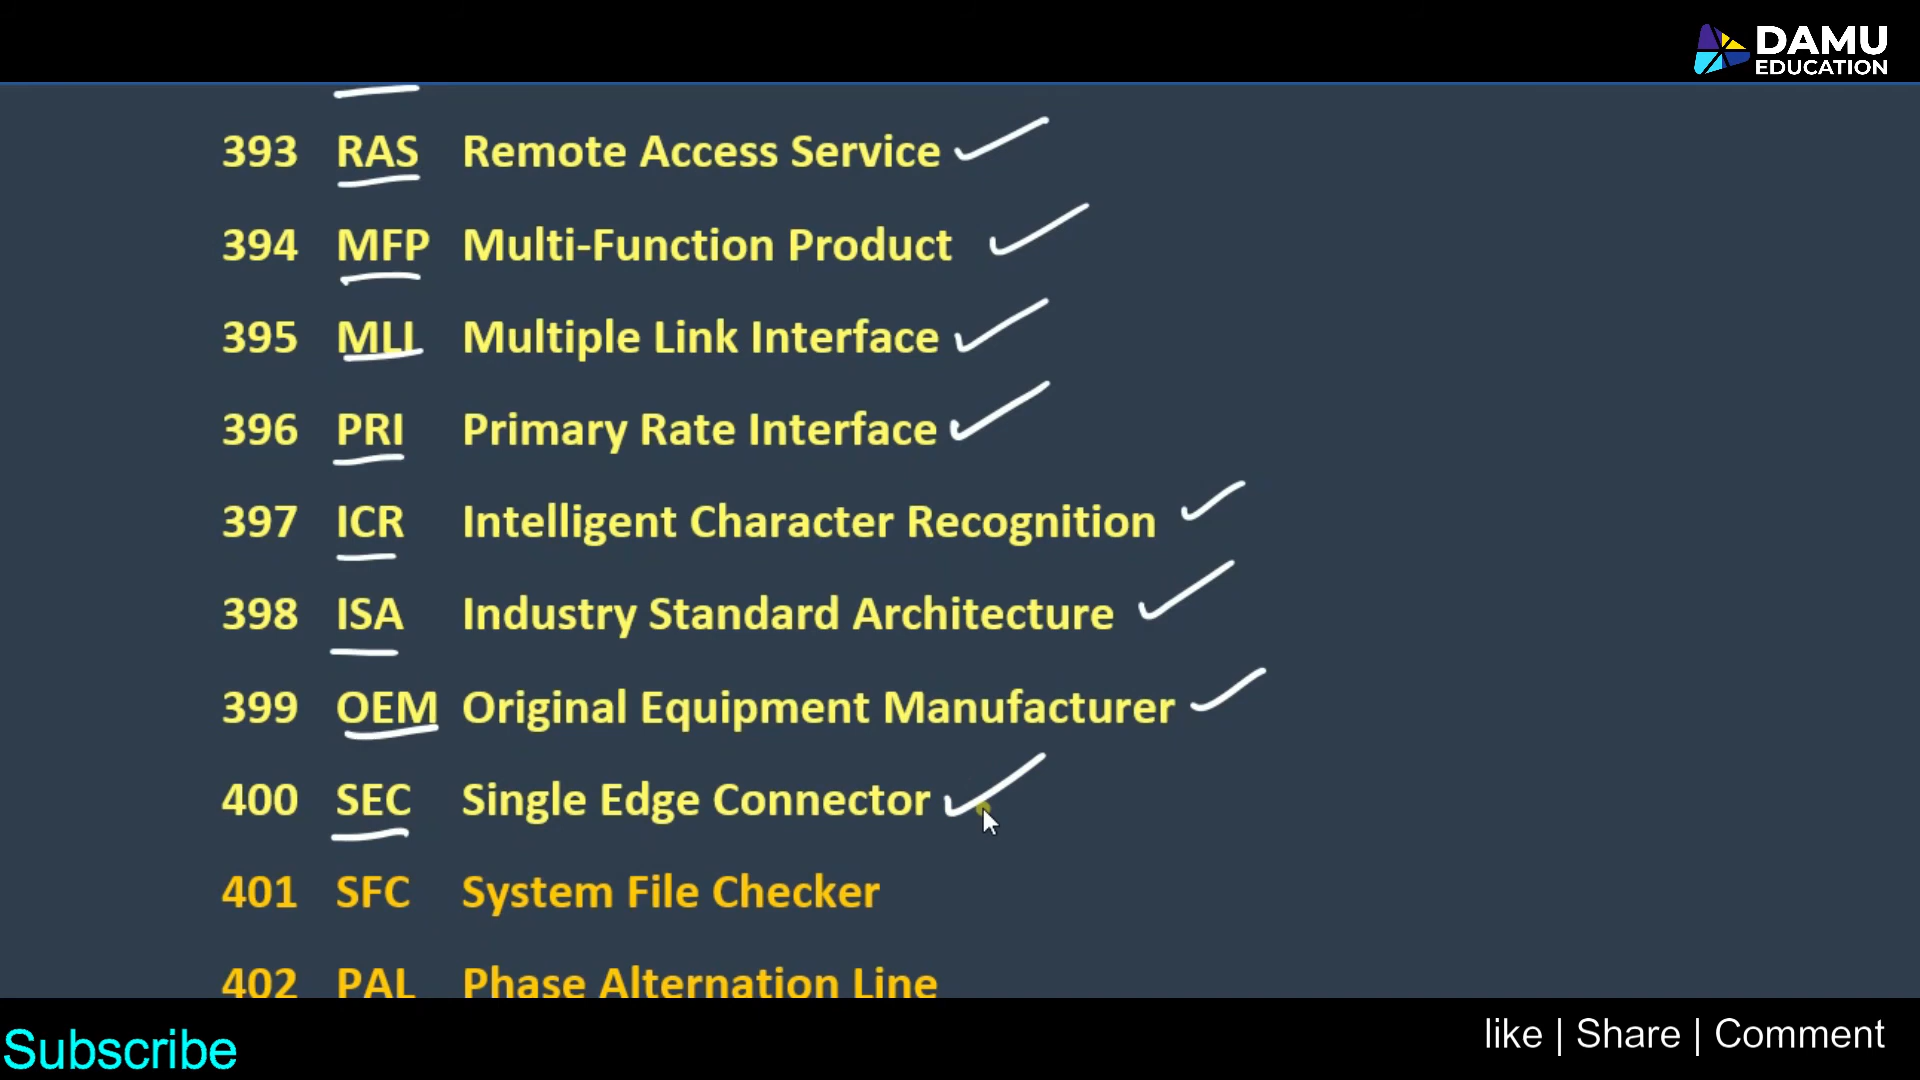 DAMU
EDUCATION
393 RAS Remote Access Service
394 MFP Multi-Function Product
395 MLI Multiple Link Interface
396 PRI Primary Rate Interface
397 ICR Intelligent Character Recognition
398 ISA Industry Standard Architecture
399 OEM Original Equipment Manufacturer
400 SEC Single Edge Connector
401 SFC System File Checker
402 PAL Phase Alternation Line
Subscribe
like | Share | Comment